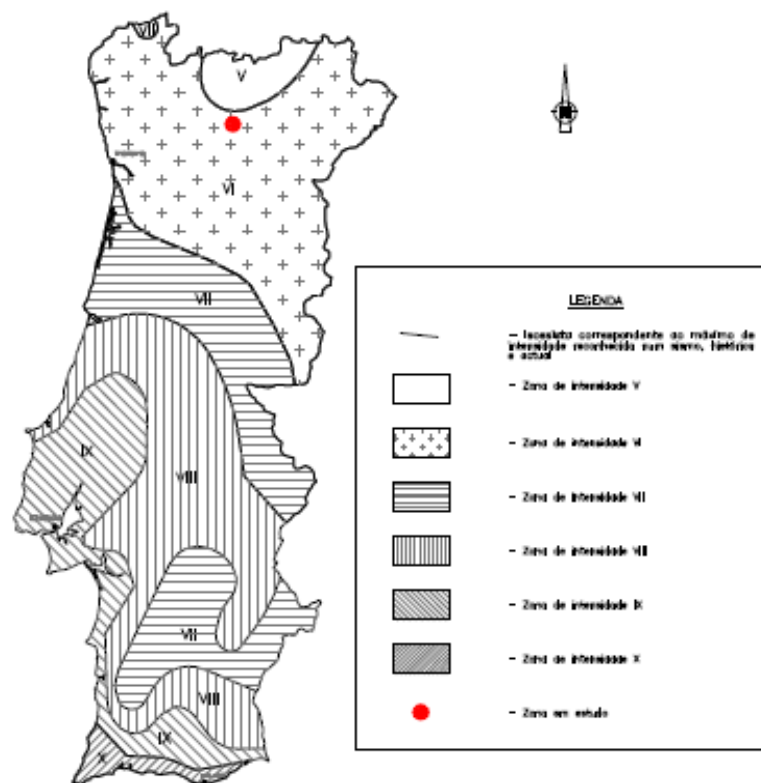 VII
V
VI
VII
IX
VIII
VII
VIII
IX
X
LEGENDA
– Isossista correspondente ao máximo de
intensidade reconhecida num sismo, histórico
e actual
– Zona de intensidade V
– Zona de intensidade VI
– Zona de intensidade VII
– Zona de intensidade VIII
– Zona de intensidade IX
– Zona de intensidade X
– Zona em estudo